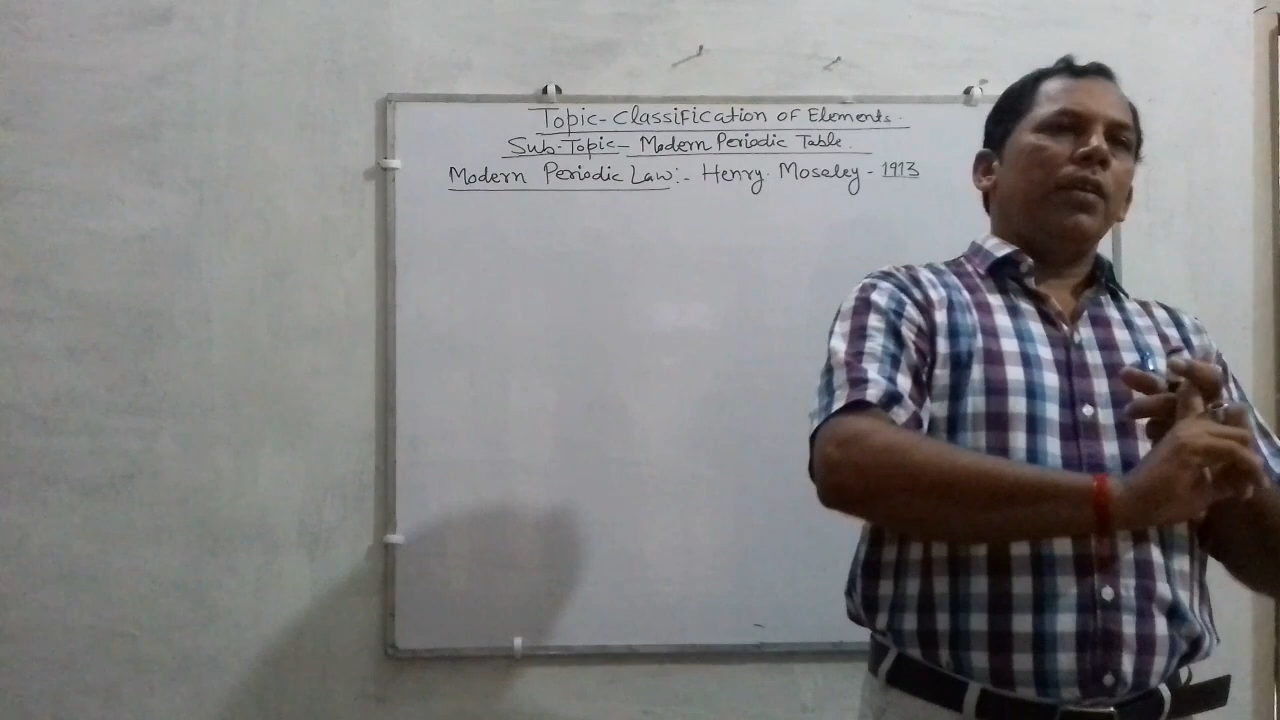 Topic- Classification of Elements.
Sub-Topic- Modern Periodic Table.
Modern Periodic Law:- Henry Moseley - 1913